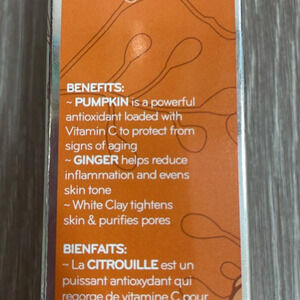 BENEFITS:
~ PUMPKIN is a powerful
antioxidant loaded with
Vitamin C to protect from
signs of aging
~ GINGER helps reduce
inflammation and evens
skin tone
~ White Clay tightens
skin & purifies pores
BIENFAITS:
~ La CITROUILLE est un
puissant antioxydant qui
regorge de vitamine C pour